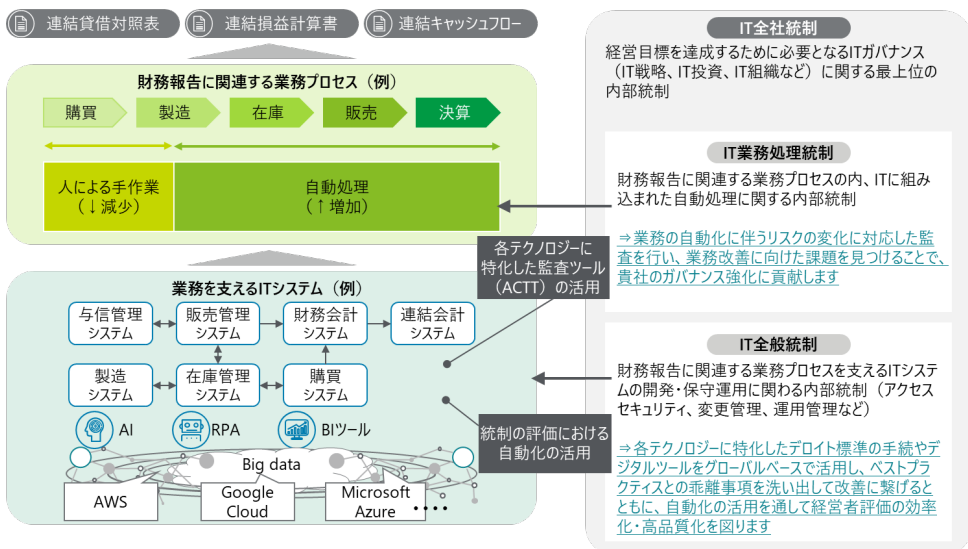 連結貸借対照表
連結損益計算書
連結キャッシュフロー
財務報告に関連する業務プロセス（例）
購買
製造
在庫
販売
決算
人による手作業
（↓減少）
自動処理
（↑増加）
業務を支えるITシステム（例）
与信管理
システム
販売管理
システム
財務会計
システム
連結会計
システム
製造
システム
在庫管理
システム
購買
システム
AI
RPA
BIツール
Big data
AWS
Google
Cloud
Microsoft
Azure
各テクノロジーに
特化した監査ツール
（ACTT）の活用
統制の評価における
自動化の活用
IT全社統制
経営目標を達成するために必要となるITガバナンス
（IT戦略、IT投資、IT組織など）に関する最上位の
内部統制
IT業務処理統制
財務報告に関連する業務プロセスの内、ITに組み
込まれた自動処理に関する内部統制
⇒業務の自動化に伴うリスクの変化に対応した監
査を行い、業務改善に向けた課題を見つけることで、
貴社のガバナンス強化に貢献します
IT全般統制
財務報告に関連する業務プロセスを支えるITシステ
ムの開発・保守運用に関わる内部統制（アクセス
セキュリティ、変更管理、運用管理など）
⇒各テクノロジーに特化したデロイト標準の手続やデ
ジタルツールをグローバルベースで活用し、ベストプラ
クティスとの乖離事項を洗い出して改善に繋げると
ともに、自動化の活用を通して経営者評価の効率
化・高品質化を図ります